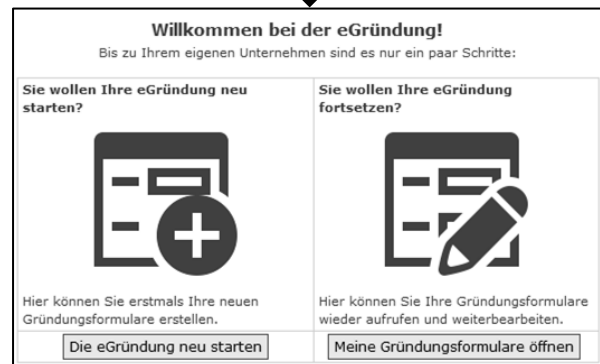 Willkommen bei der eGründung!
Bis zu Ihrem eigenen Unternehmen sind es nur ein paar Schritte:
Sie wollen Ihre eGründung neu
starten?
Hier können Sie erstmals Ihre neuen
Gründungsformulare erstellen.
Die eGründung neu starten
Sie wollen Ihre eGründung
fortsetzen?
Hier können Sie Ihre Gründungsformulare
wieder aufrufen und weiterbearbeiten.
Meine Gründungsformulare öffnen